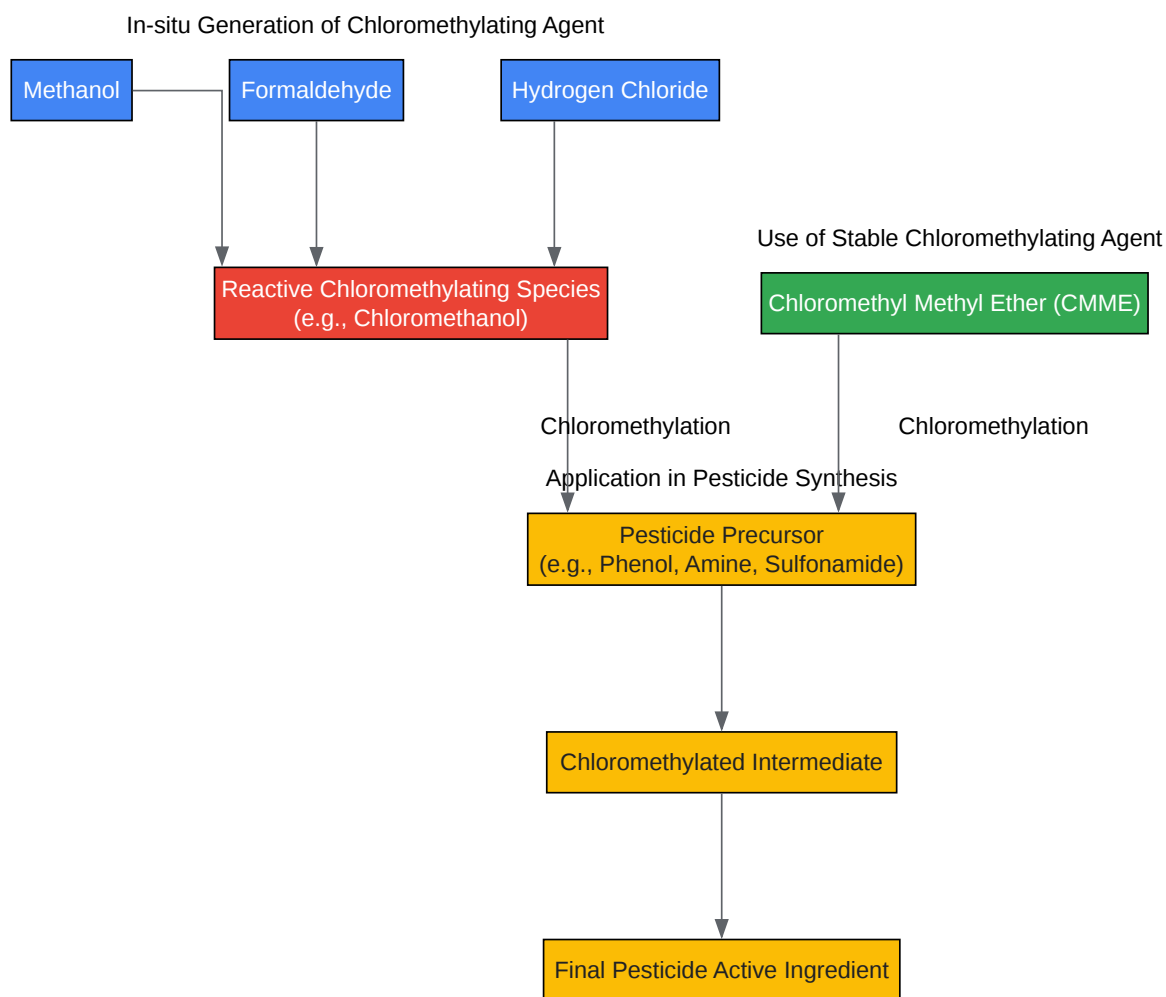 In-situ Generation of Chloromethylating Agent
Methanol
Formaldehyde
Hydrogen Chloride
Use of Stable Chloromethylating Agent
Reactive Chloromethylating Species
(e.g., Chloromethanol)
Chloromethyl Methyl Ether (CMME)
Chloromethylation
Chloromethylation
Application in Pesticide Synthesis
Pesticide Precursor
(e.g., Phenol, Amine, Sulfonamide)
Chloromethylated Intermediate
Final Pesticide Active Ingredient